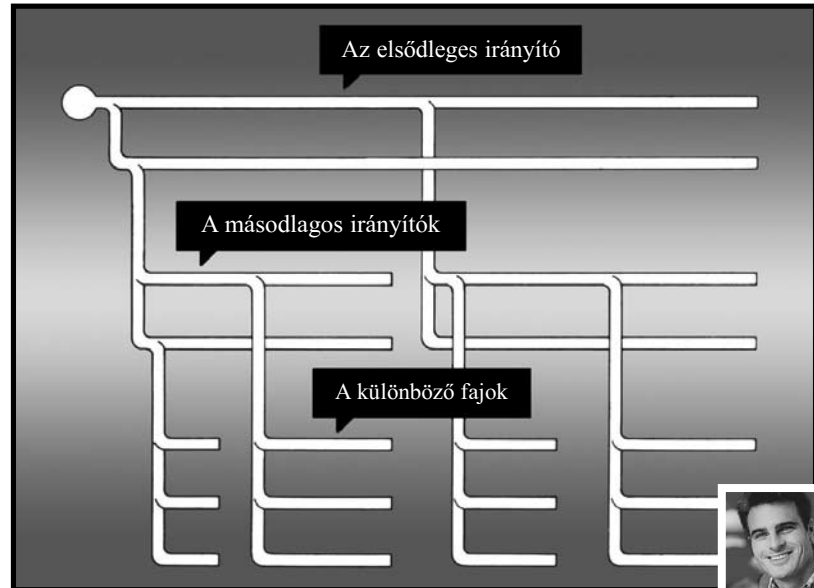 Az elsődleges irányító
A másodlagos irányítók
A különböző fajok